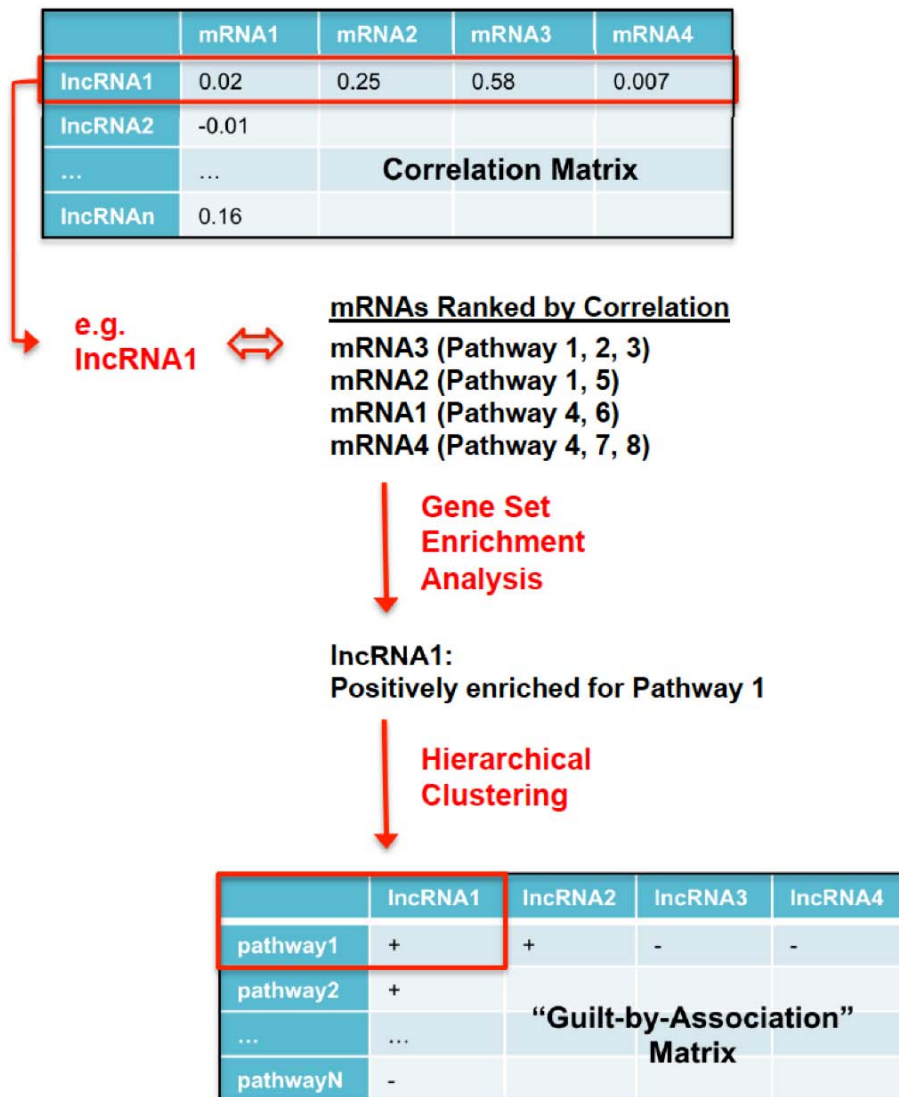 mRNA1 mRNA2 mRNA3 mRNA4
lncRNA1 0.02 0.25 0.58 0.007
lncRNA2 -0.01
... ...
Correlation Matrix
lncRNAn 0.16
e.g.
lncRNA1
mRNAs Ranked by Correlation
mRNA3 (Pathway 1, 2, 3)
mRNA2 (Pathway 1, 5)
mRNA1 (Pathway 4, 6)
mRNA4 (Pathway 4, 7, 8)
Gene Set
Enrichment
Analysis
lncRNA1:
Positively enriched for Pathway 1
Hierarchical
Clustering
lncRNA1 lncRNA2 lncRNA3 lncRNA4
pathway1 + + - -
pathway2 +
... ...
“Guilt-by-Association”
Matrix
pathwayN -